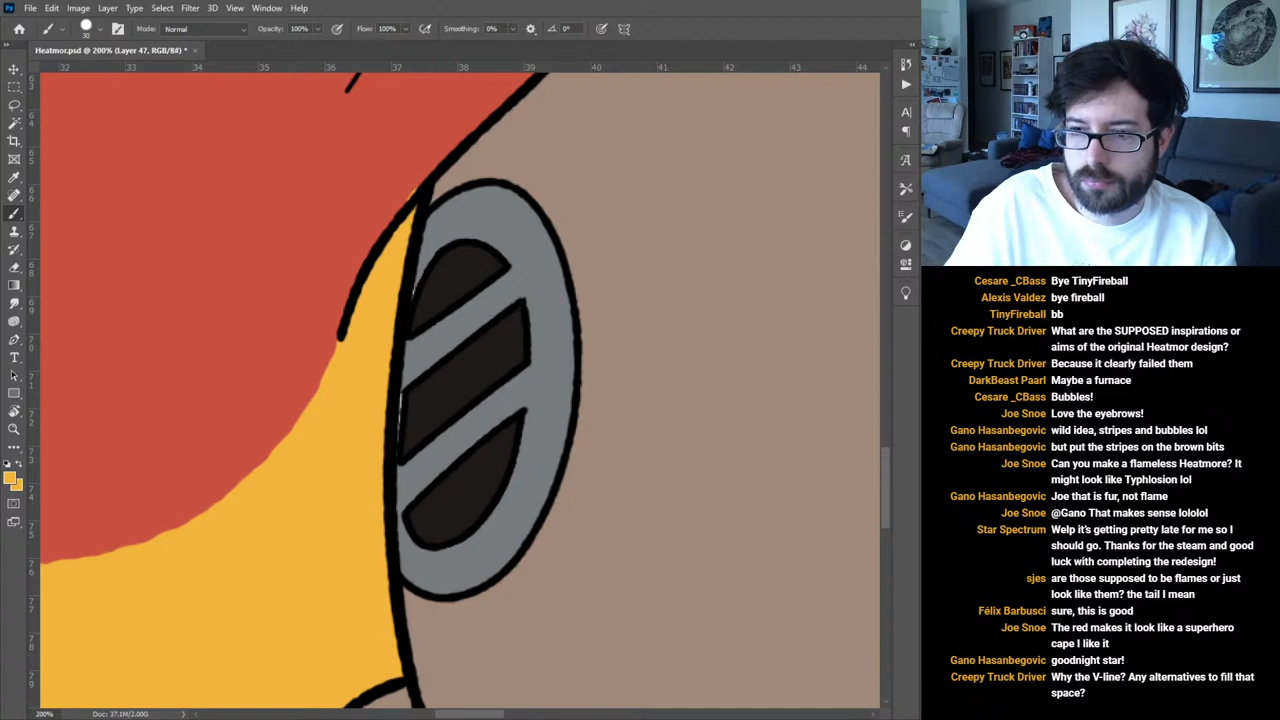 File Edit Image Layer Type Select Filter 3D View Window Help
30 Mode: Normal Opacity: 100% Flow: 100% Smoothing: 0% 0°
Heatmor.psd @ 200% (Layer 47, RGB/8#) * ×
32 33 34 35 36 37 38 39 40 41 42 43 44
Cesare _CBass Bye TinyFireball
Alexis Valdez bye fireball
TinyFireball bb
Creepy Truck Driver What are the SUPPOSED inspirations or
aims of the original Heatmor design?
Creepy Truck Driver Because it clearly failed them
DarkBeast Paarl Maybe a furnace
Cesare _CBass Bubbles!
Joe Snoe Love the eyebrows!
Gano Hasanbegovic wild idea, stripes and bubbles lol
Gano Hasanbegovic but put the stripes on the brown bits
Joe Snoe Can you make a flameless Heatmore? It
might look like Typhlosion lol
Gano Hasanbegovic Joe that is fur, not flame
Joe Snoe @Gano That makes sense lololol
Star Spectrum Welp it's getting pretty late for me so I
should go. Thanks for the steam and good
luck with completing the redesign!
sjes are those supposed to be flames or just
look like them? the tail I mean
Félix Barbusci sure, this is good
Joe Snoe The red makes it look like a superhero
cape I like it
Gano Hasanbegovic goodnight star!
Creepy Truck Driver Why the V-line? Any alternatives to fill that
space?
200% Doc: 37.1M/2.00G